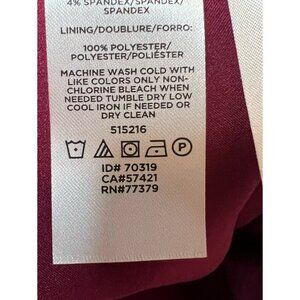 4% SPANDEX/SPANDEX/
SPANDEX
LINING/DOUBLURE/FORRO:
100% POLYESTER/
POLYESTER/POLIÉSTER
MACHINE WASH COLD WITH
LIKE COLORS ONLY NON-
CHLORINE BLEACH WHEN
NEEDED TUMBLE DRY LOW
COOL IRON IF NEEDED OR
DRY CLEAN
515216
P
ID# 70319
CA#57421
RN#77379